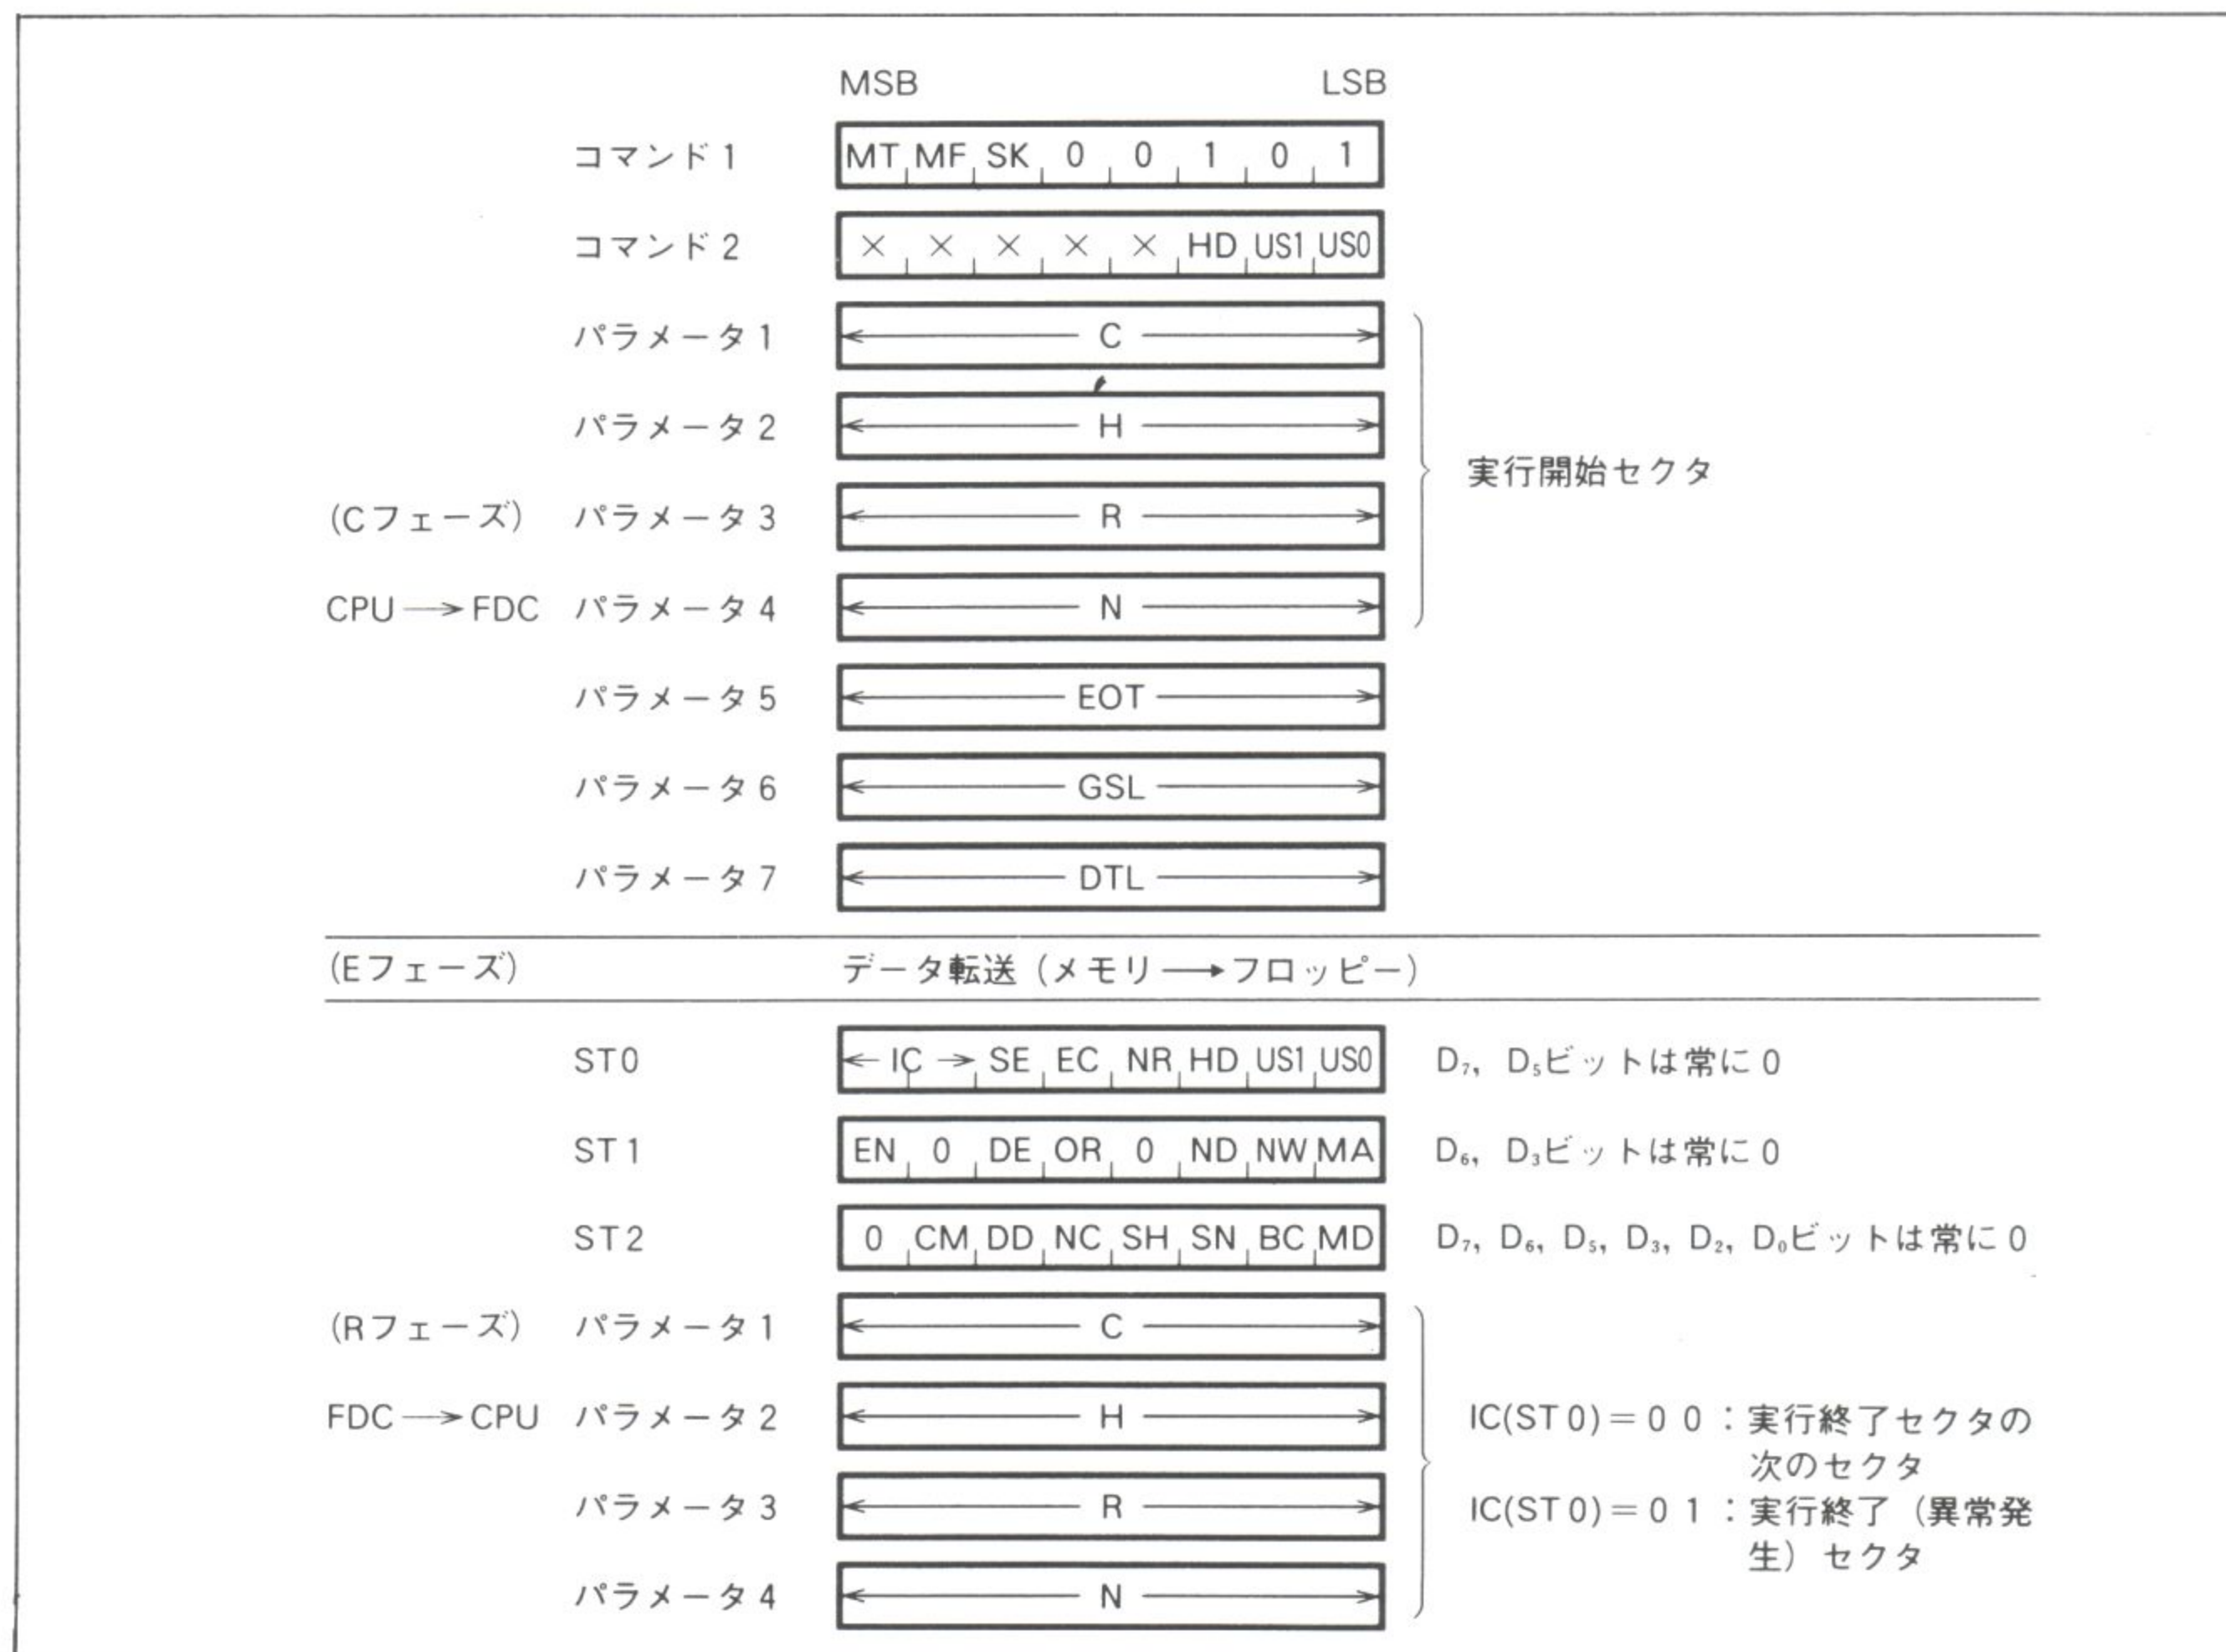 MSB LSB
コマンド1 MT MF SK 0 0 1 0 1
コマンド2 × × × × × HD US1 US0
パラメータ1 C
パラメータ2 H
実行開始セクタ
(Cフェーズ) パラメータ3 R
CPU→FDC パラメータ4 N
パラメータ5 EOT
パラメータ6 GSL
パラメータ7 DTL
(Eフェーズ) データ転送(メモリ→フロッピー)
ST0 ←IC→ SE EC NR HD US1 US0 D₇, D₅ビットは常に0
ST1 EN 0 DE OR 0 ND NW MA D₆, D₃ビットは常に0
ST2 0 CM DD NC SH SN BC MD D₇, D₆, D₅, D₃, D₂, D₀ビットは常に0
(Rフェーズ) パラメータ1 C
FDC→CPU パラメータ2 H IC(ST0)=00:実行終了セクタの
次のセクタ
パラメータ3 R IC(ST0)=01:実行終了(異常発
生)セクタ
パラメータ4 N